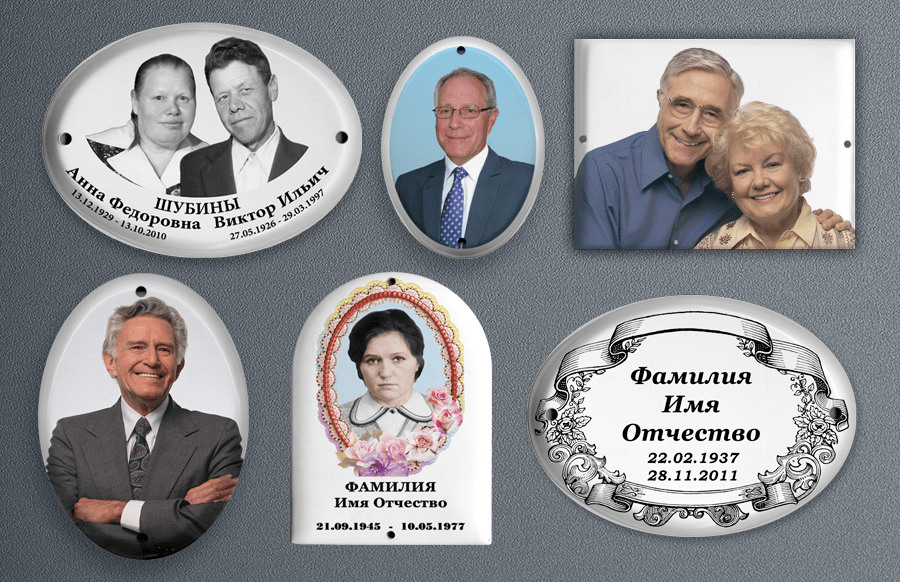 ШУБИНЫ
Анна Федоровна Виктор Ильич
13.12.1929 - 13.10.2010
27.05.1926 - 29.03.1997
ФАМИЛИЯ
Имя Отчество
21.09.1945 - 10.05.1977
Фамилия
Имя
Отчество
22.02.1937
28.11.2011